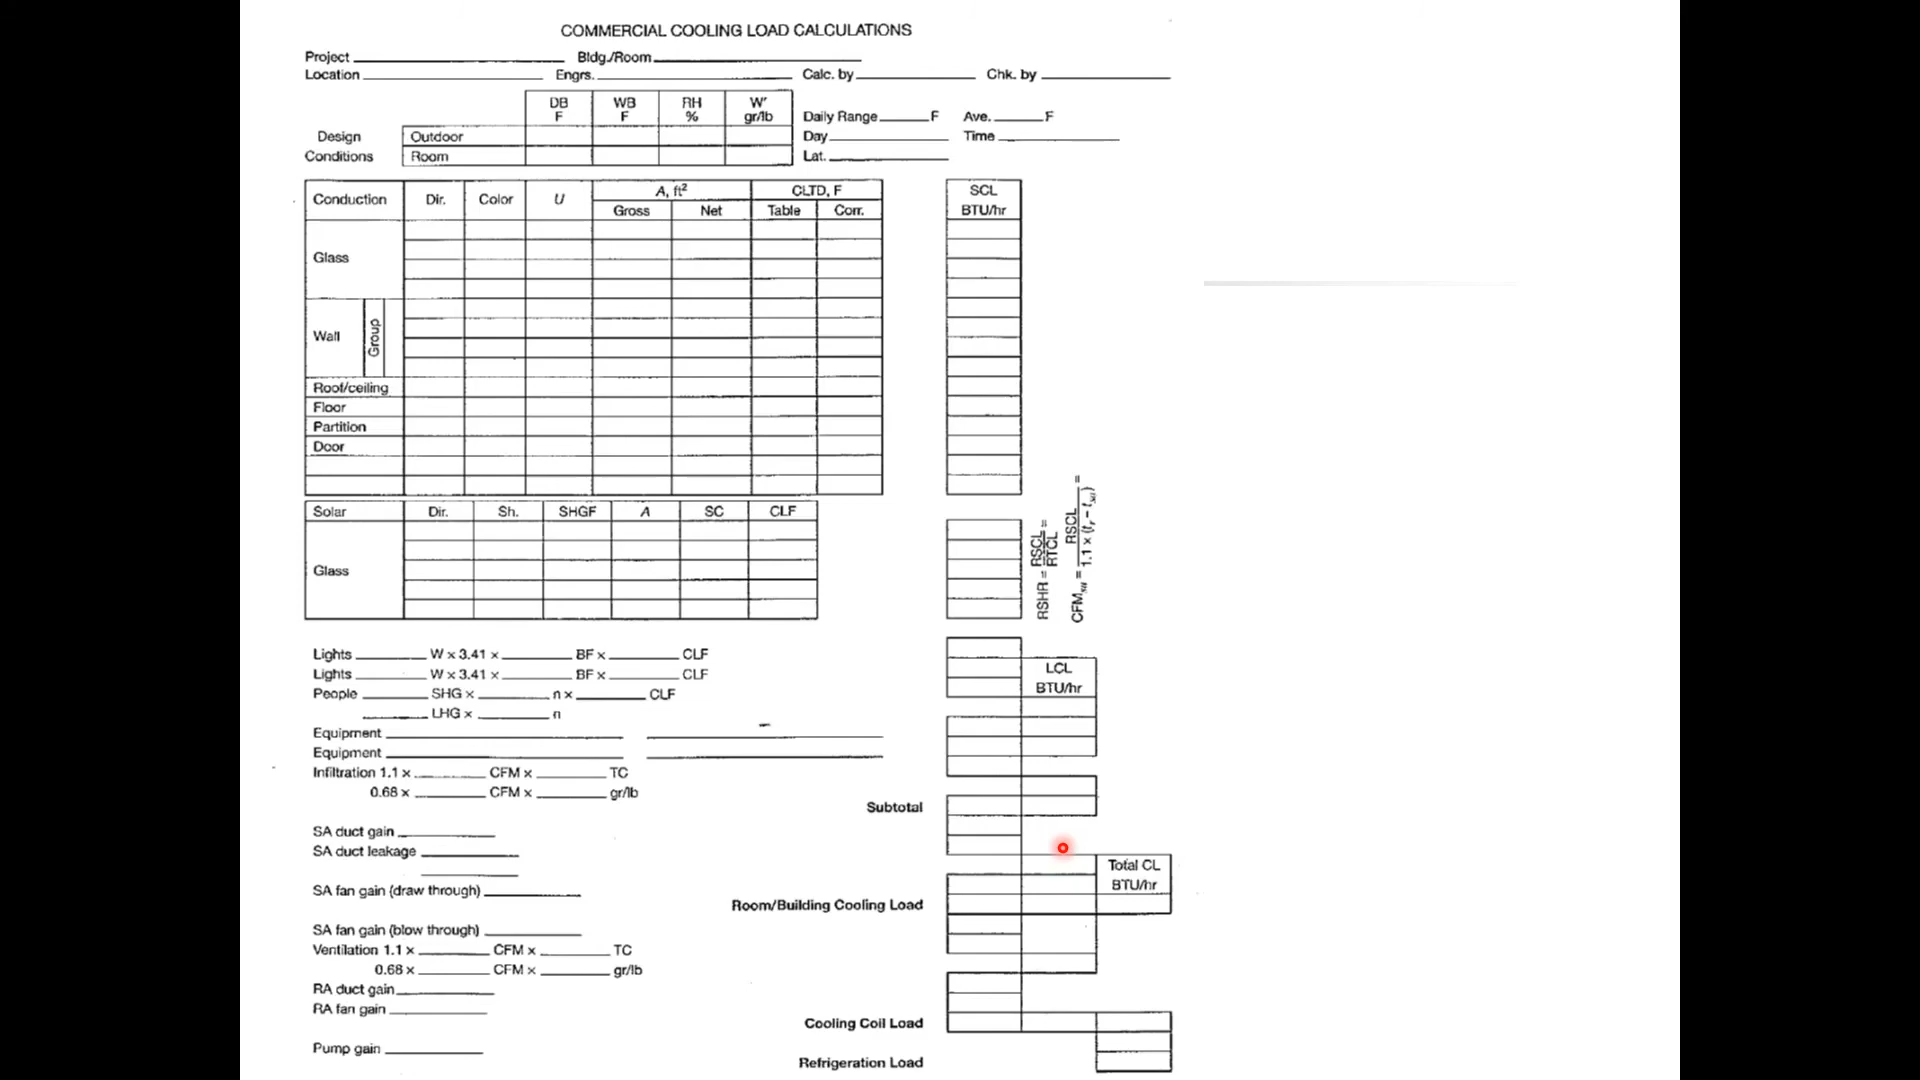 COMMERCIAL COOLING LOAD CALCULATIONS
Project Bldg./Room
Location Engrs. Calc. by Chk. by
DB F WB F RH % W' gr/lb
Daily Range F Ave. F
Design Conditions
Outdoor
Room
Day Time
Lat.
Conduction Dir. Color U A, ft² CLTD, F SCL BTU/hr
Gross Net Table Corr.
Glass
Wall Group
Roof/ceiling
Floor
Partition
Door
Solar Dir. Sh. SHGF A SC CLF
Glass
RSHR = RSCL / RTCL =
CFMsa = RSCL / 1.1 × (tr − tsa) =
Lights W x 3.41 x BF x CLF
Lights W x 3.41 x BF x CLF
People SHG x n x CLF
LHG x n
LCL BTU/hr
Equipment
Equipment
Infiltration 1.1 x CFM x TC
0.68 x CFM x gr/lb
Subtotal
SA duct gain
SA duct leakage
Total CL BTU/hr
SA fan gain (draw through)
Room/Building Cooling Load
SA fan gain (blow through)
Ventilation 1.1 x CFM x TC
0.68 x CFM x gr/lb
RA duct gain
RA fan gain
Cooling Coil Load
Pump gain
Refrigeration Load